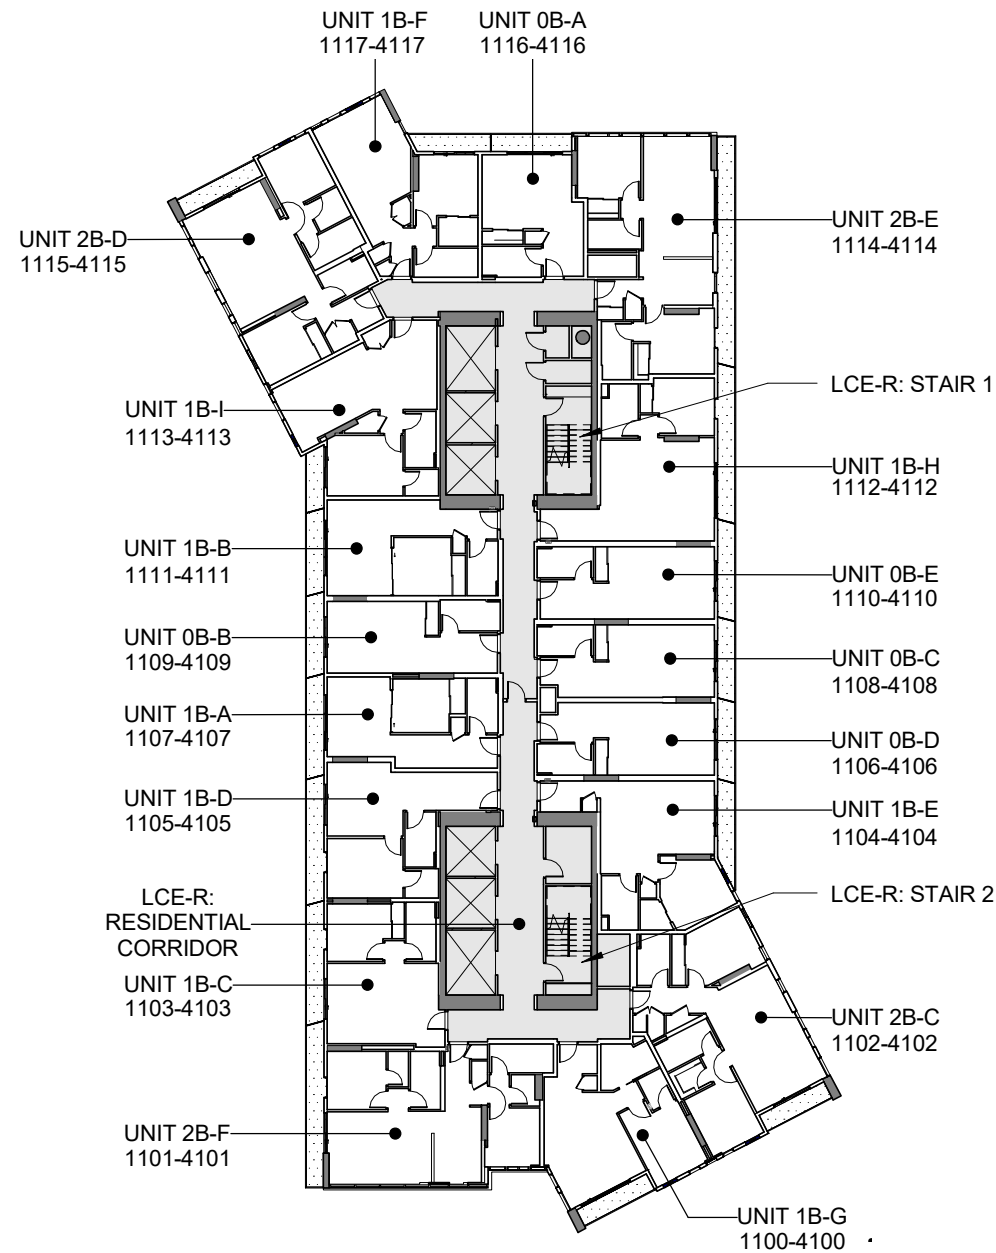 UNIT 1B-F
1117-4117
UNIT 0B-A
1116-4116
UNIT 2B-D
1115-4115
UNIT 2B-E
1114-4114
LCE-R: STAIR 1
UNIT 1B-I
1113-4113
UNIT 1B-H
1112-4112
UNIT 1B-B
1111-4111
UNIT 0B-E
1110-4110
UNIT 0B-B
1109-4109
UNIT 0B-C
1108-4108
UNIT 1B-A
1107-4107
UNIT 0B-D
1106-4106
UNIT 1B-D
1105-4105
UNIT 1B-E
1104-4104
LCE-R:
RESIDENTIAL
CORRIDOR
LCE-R: STAIR 2
UNIT 1B-C
1103-4103
UNIT 2B-C
1102-4102
UNIT 2B-F
1101-4101
UNIT 1B-G
1100-4100